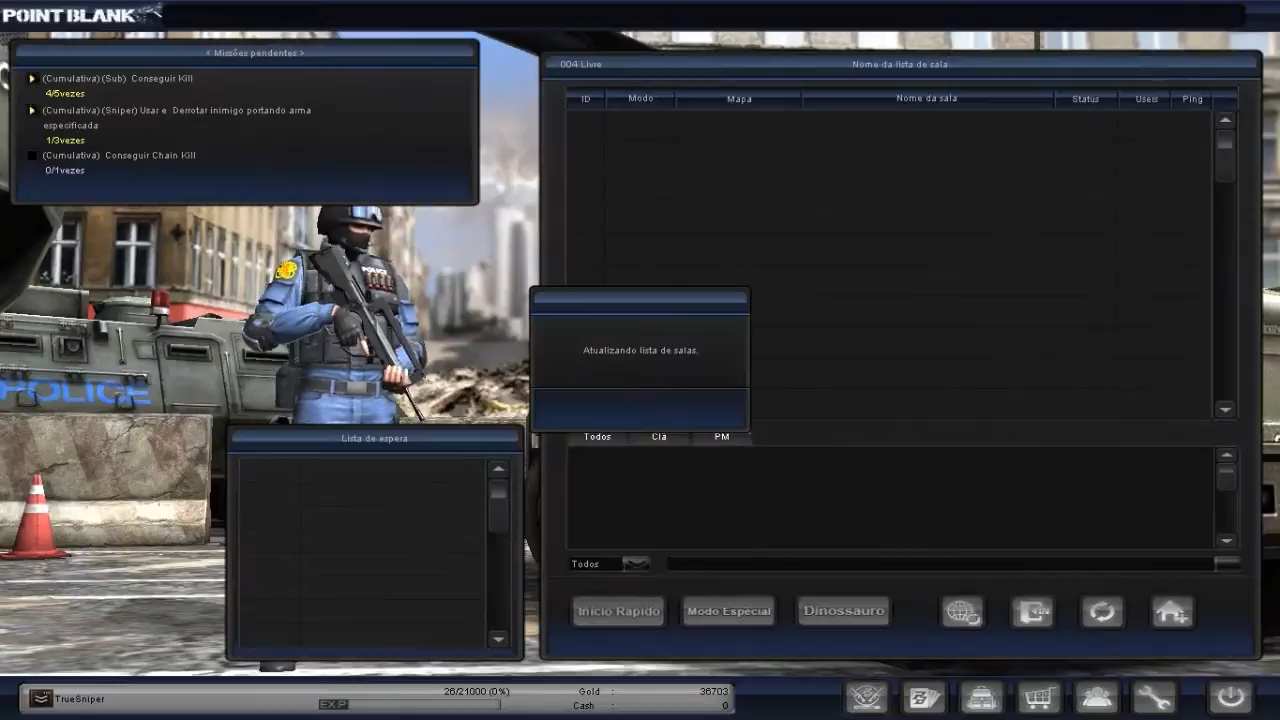 POINT BLANK
< Missões pendentes >
(Cumulativa) (Sub) Conseguir Kill
4/5vezes
(Cumulativa) (Sniper) Usar e Derrotar inimigo portando arma
especificada
1/3vezes
(Cumulativa) Conseguir Chain Kill
0/1vezes
004 Livre
Nome da lista de sala
ID Modo Mapa Nome da sala Status Users Ping
POLICE
POLICE
Atualizando lista de salas.
Todos Clã PM
Lista de espera
Todos
Inicio Rapido Modo Especial Dinossauro
TrueSniper
26/21000 (0%)
EXP
Gold : 36703
Cash : 0